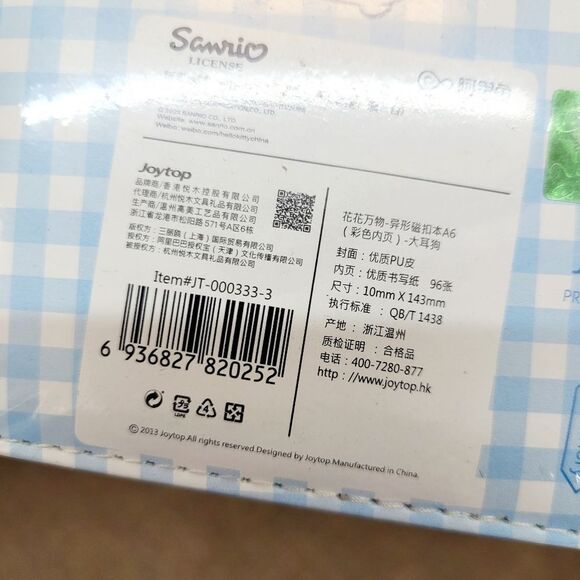 Sanrio
LICENSE
©2021 SANRIO CO., LTD.
Website: www.sanrio.com.cn
Weibo: weibo.com/hellokittychina
Joytop
品牌商/香港悦木控股有限公司
代理商/杭州悦木文具礼品有限公司
生产商/温州高美工艺品有限公司
浙江省龙港市松阳路571号A区6栋
版权方：三丽鸥（上海）国际贸易有限公司
授权方：阿里巴巴授权宝（天津）文化传播有限公司
被授权方：杭州悦木文具礼品有限公司
Item#JT-000333-3
6 936827 820252
©2013 Joytop.All rights reserved.Designed by Joytop.Manufactured in China.
花花万物-异形磁扣本A6
（彩色内页）-大耳狗
封面：优质PU皮
内页：优质书写纸 96张
尺寸：10mm X 143mm
执行标准：QB/T 1438
产地：浙江温州
质检证明：合格品
电话：400-7280-877
http：//www.joytop.hk